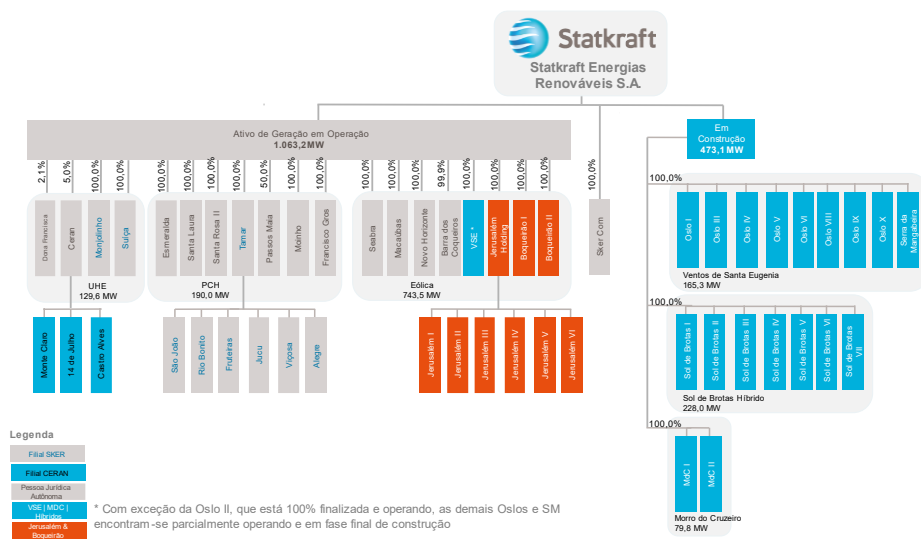 Statkraft
Statkraft Energias
Renováveis S.A.
Ativo de Geração em Operação
1.063,2MW
Em
Construção
473,1MW
2,1%
5,0%
100,0%
100,0%
100,0%
100,0%
100,0%
100,0%
50,0%
100,0%
100,0%
100,0%
100,0%
100,0%
99,9%
100,0%
100,0%
100,0%
100,0%
100,0%
100,0%
Dona Francisca
Ceran
Monjolinho
Suíça
Esmeralda
Santa Laura
Santa Rosa II
Tamar
Passos Maia
Moinho
Francisco Gros
Seabra
Macaúbas
Novo Horizonte
Barra dos
Coqueiros
VSE *
Jerusalém
Holding
Boqueirão I
Boqueirão II
Sker Com
Oslo I
Oslo III
Oslo IV
Oslo V
Oslo VI
Oslo VIII
Oslo IX
Oslo X
Serra da
Mangabeira
UHE
129,6 MW
PCH
190,0 MW
Eólica
743,5 MW
Ventos de Santa Eugenia
165,3 MW
100,0%
Monte Claro
14 de Julho
Castro Alves
São João
Rio Bonito
Fruteiras
Jucu
Viçosa
Alegre
Jerusalém I
Jerusalém II
Jerusalém III
Jerusalém IV
Jerusalém V
Jerusalém VI
Sol de Brotas I
Sol de Brotas II
Sol de Brotas III
Sol de Brotas IV
Sol de Brotas V
Sol de Brotas VI
Sol de Brotas
VII
Sol de Brotas Híbrido
228,0 MW
100,0%
MdC I
MdC II
Morro do Cruzeiro
79,8 MW
Legenda
Filial SKER
Filial CERAN
Pessoa Jurídica
Autônoma
VSE | MDC |
Híbridos
Jerusalém &
Boqueirão
* Com exceção da Oslo II, que está 100% finalizada e operando, as demais Oslos e SM
encontram-se parcialmente operando e em fase final de construção